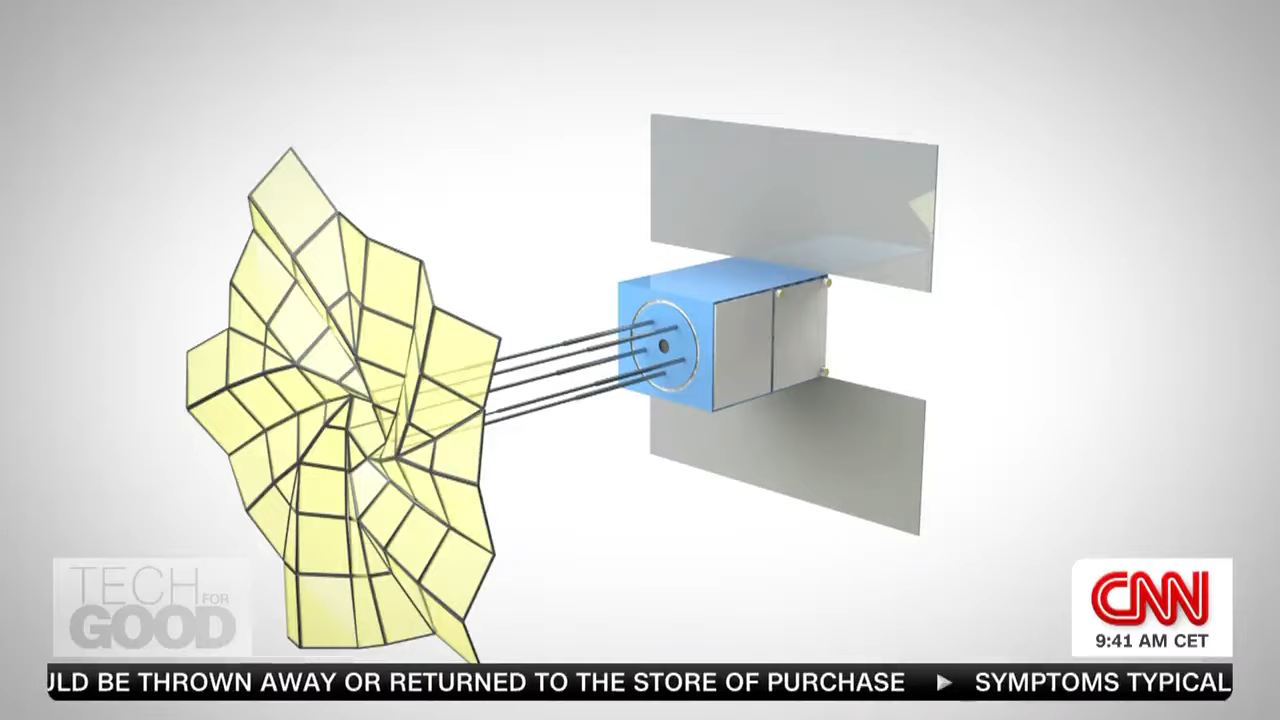 TECH
FOR
GOOD
CNN
9:41 AM CET
ULD BE THROWN AWAY OR RETURNED TO THE STORE OF PURCHASE ▶ SYMPTOMS TYPICAL